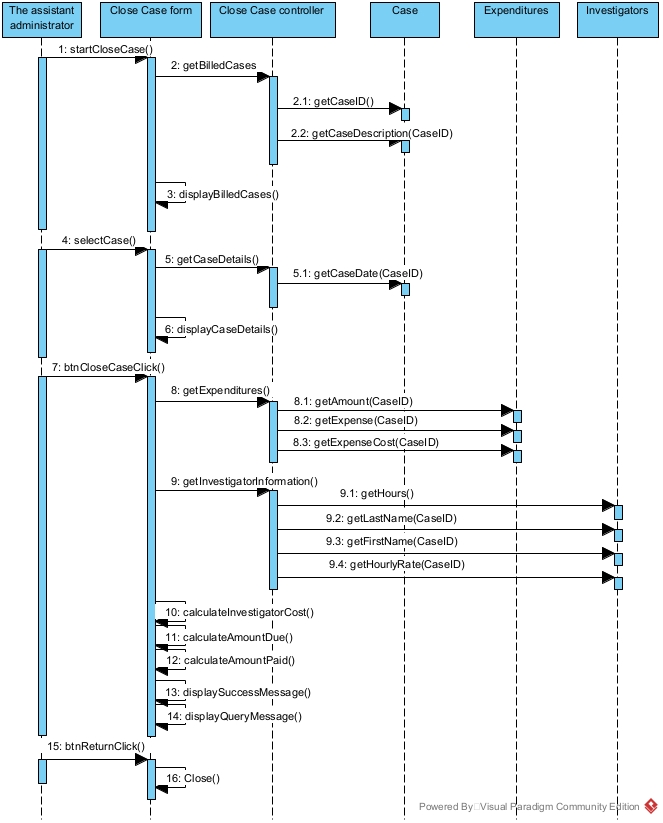 The assistant
administrator
Close Case form
Close Case controller
Case
Expenditures
Investigators
1: startCloseCase()
2: getBilledCases
2.1: getCaseID()
2.2: getCaseDescription(CaseID)
3: displayBilledCases()
4: selectCase()
5: getCaseDetails()
5.1: getCaseDate(CaseID)
6: displayCaseDetails()
7: btnCloseCaseClick()
8: getExpenditures()
8.1: getAmount(CaseID)
8.2: getExpense(CaseID)
8.3: getExpenseCost(CaseID)
9: getInvestigatorInformation()
9.1: getHours()
9.2: getLastName(CaseID)
9.3: getFirstName(CaseID)
9.4: getHourlyRate(CaseID)
10: calculateInvestigatorCost()
11: calculateAmountDue()
12: calculateAmountPaid()
13: displaySuccessMessage()
14: displayQueryMessage()
15: btnReturnClick()
16: Close()
Powered By Visual Paradigm Community Edition